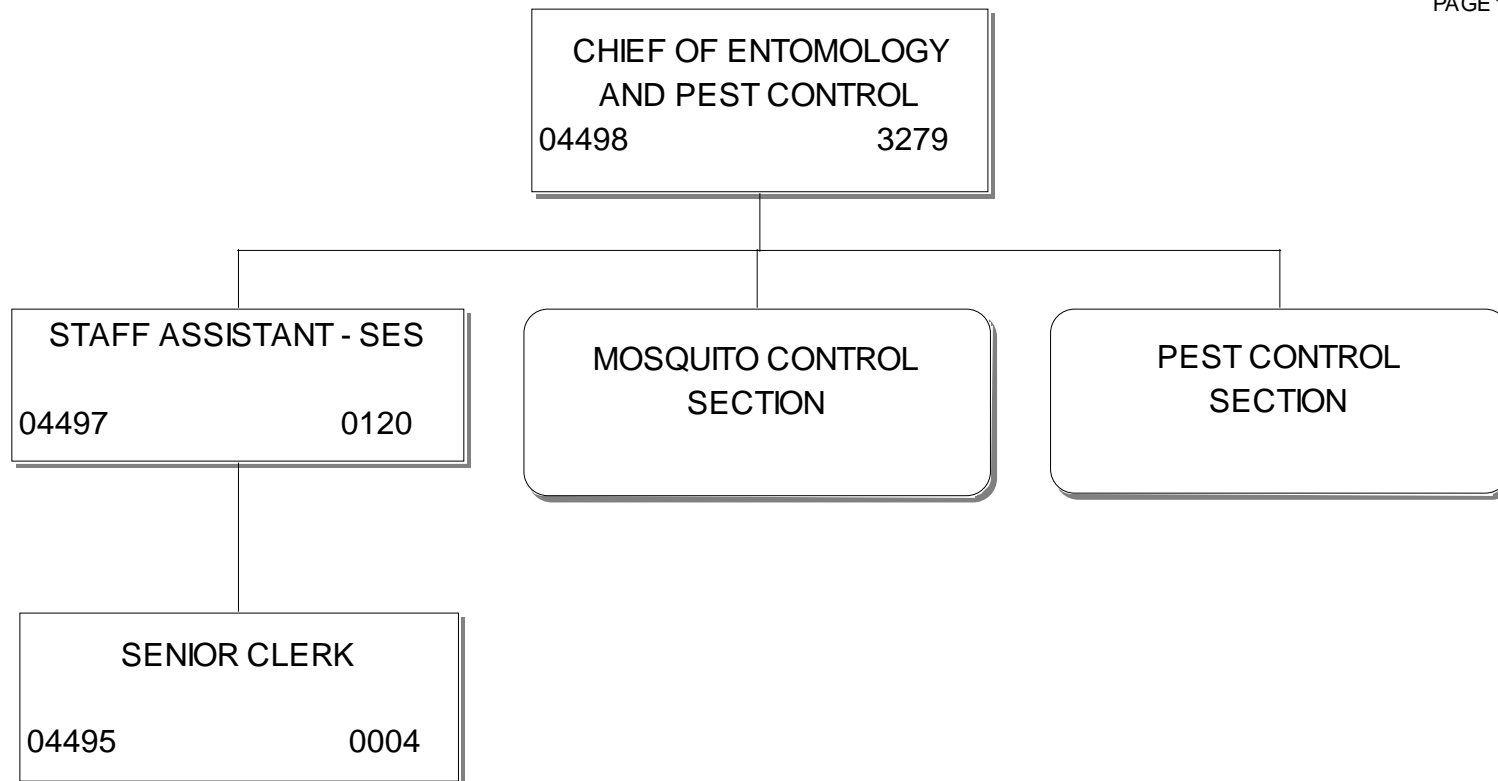 PAGE
CHIEF OF ENTOMOLOGY
AND PEST CONTROL
04498 3279
STAFF ASSISTANT - SES
04497 0120
MOSQUITO CONTROL
SECTION
PEST CONTROL
SECTION
SENIOR CLERK
04495 0004